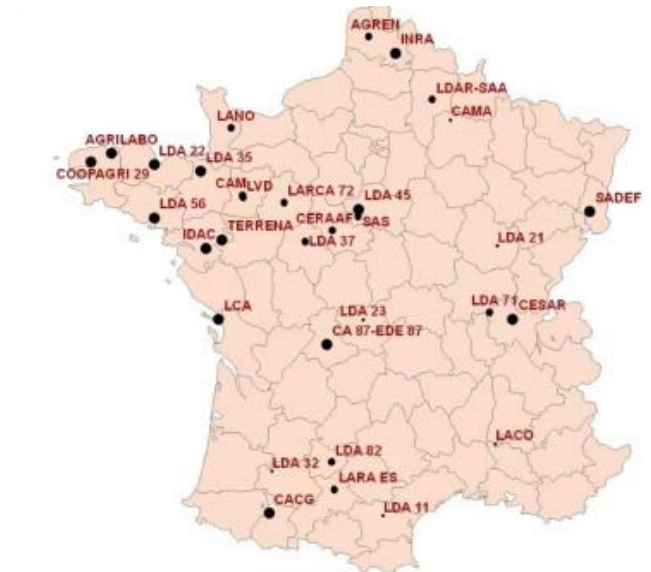 AGREN
INRA
LDAR-SAA
CAMA
LANO
AGRILABO
LDA 22
LDA 35
COOPAGRI 29
CAM
LVD
LARCA 72
LDA 45
SADEF
LDA 56
CERAAF
SAS
TERRENA
IDAC
LDA 37
LDA 21
LCA
LDA 23
LDA 71
CESAR
CA 87-EDE 87
LACO
LDA 82
LDA 32
LARA ES
CACG
LDA 11